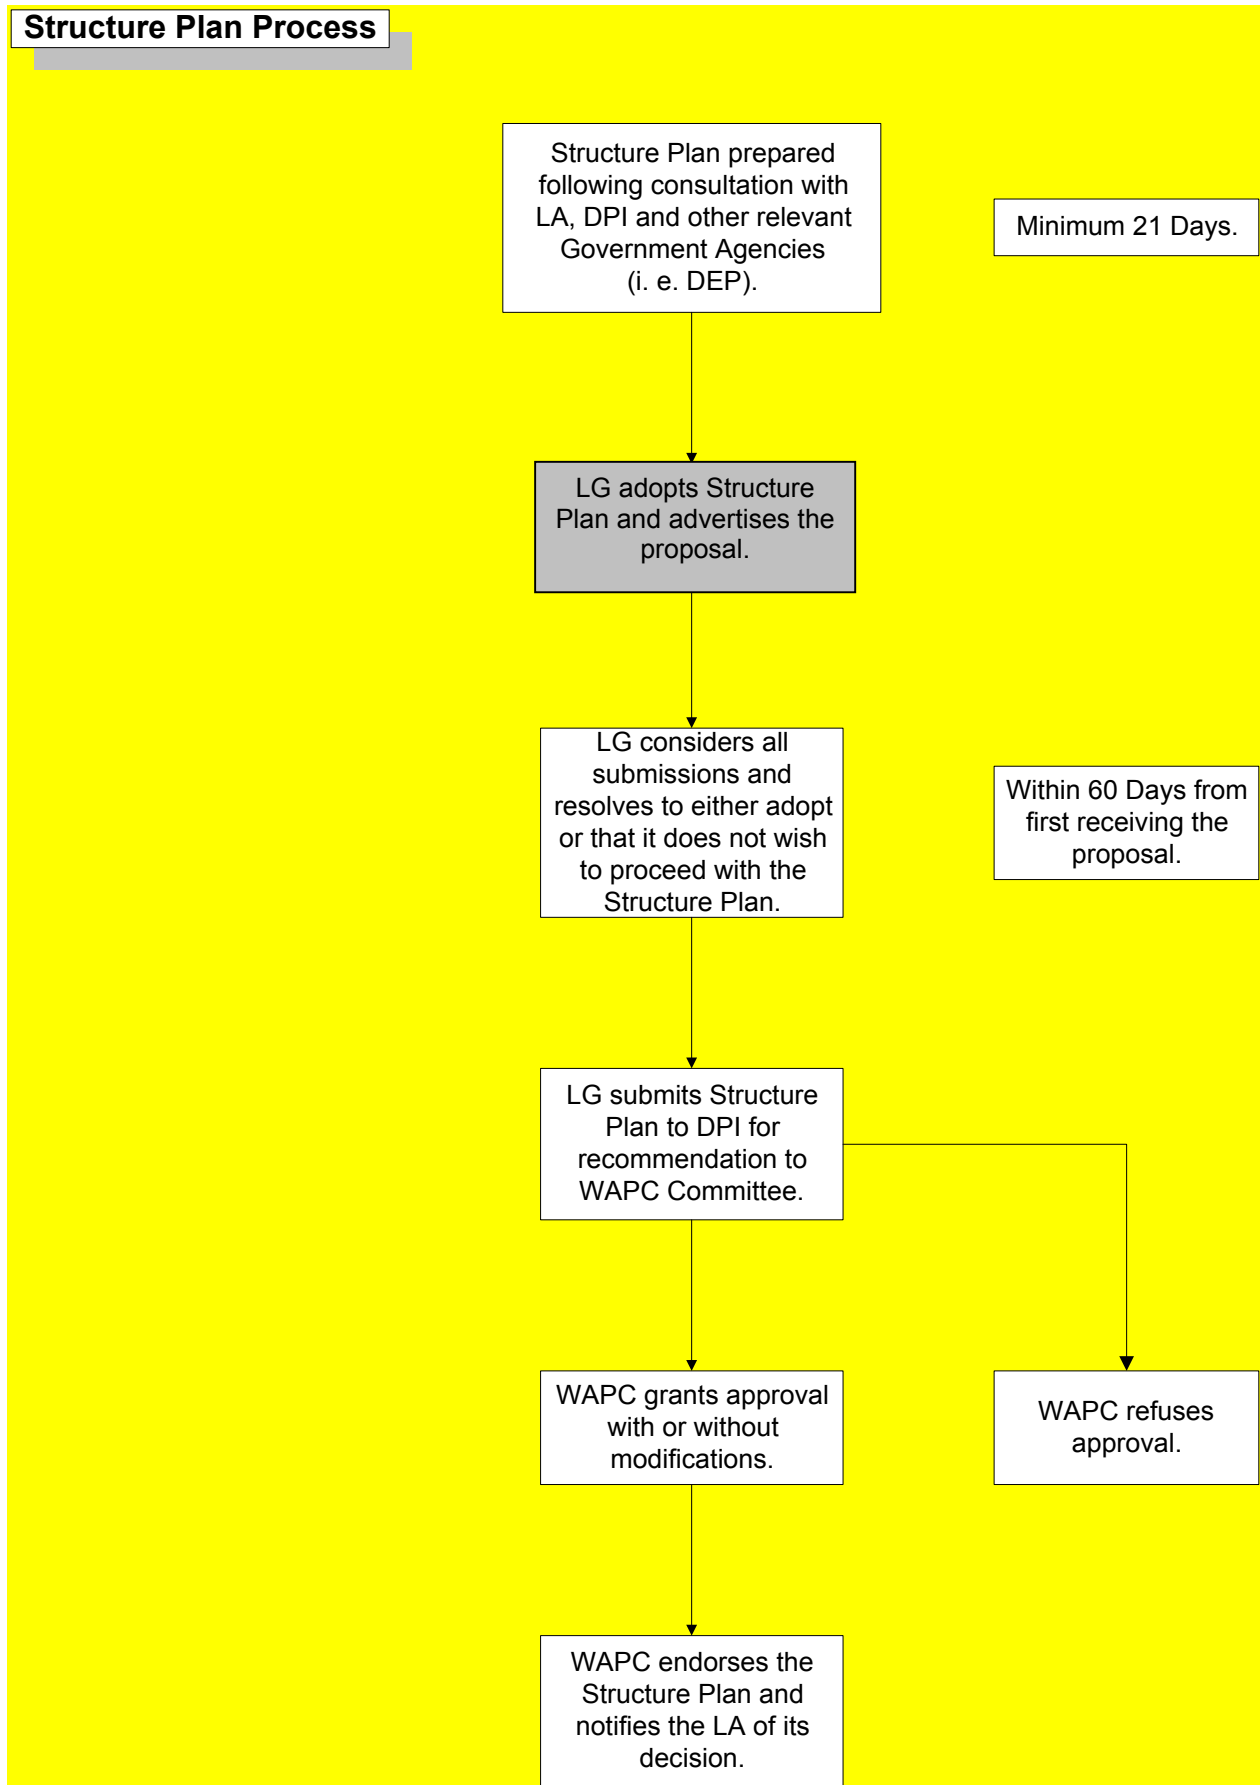 Structure Plan Process
Structure Plan prepared
following consultation with
LA, DPI and other relevant
Government Agencies
(i. e. DEP).
Minimum 21 Days.
LG adopts Structure
Plan and advertises the
proposal.
LG considers all
submissions and
resolves to either adopt
or that it does not wish
to proceed with the
Structure Plan.
Within 60 Days from
first receiving the
proposal.
LG submits Structure
Plan to DPI for
recommendation to
WAPC Committee.
WAPC grants approval
with or without
modifications.
WAPC refuses
approval.
WAPC endorses the
Structure Plan and
notifies the LA of its
decision.